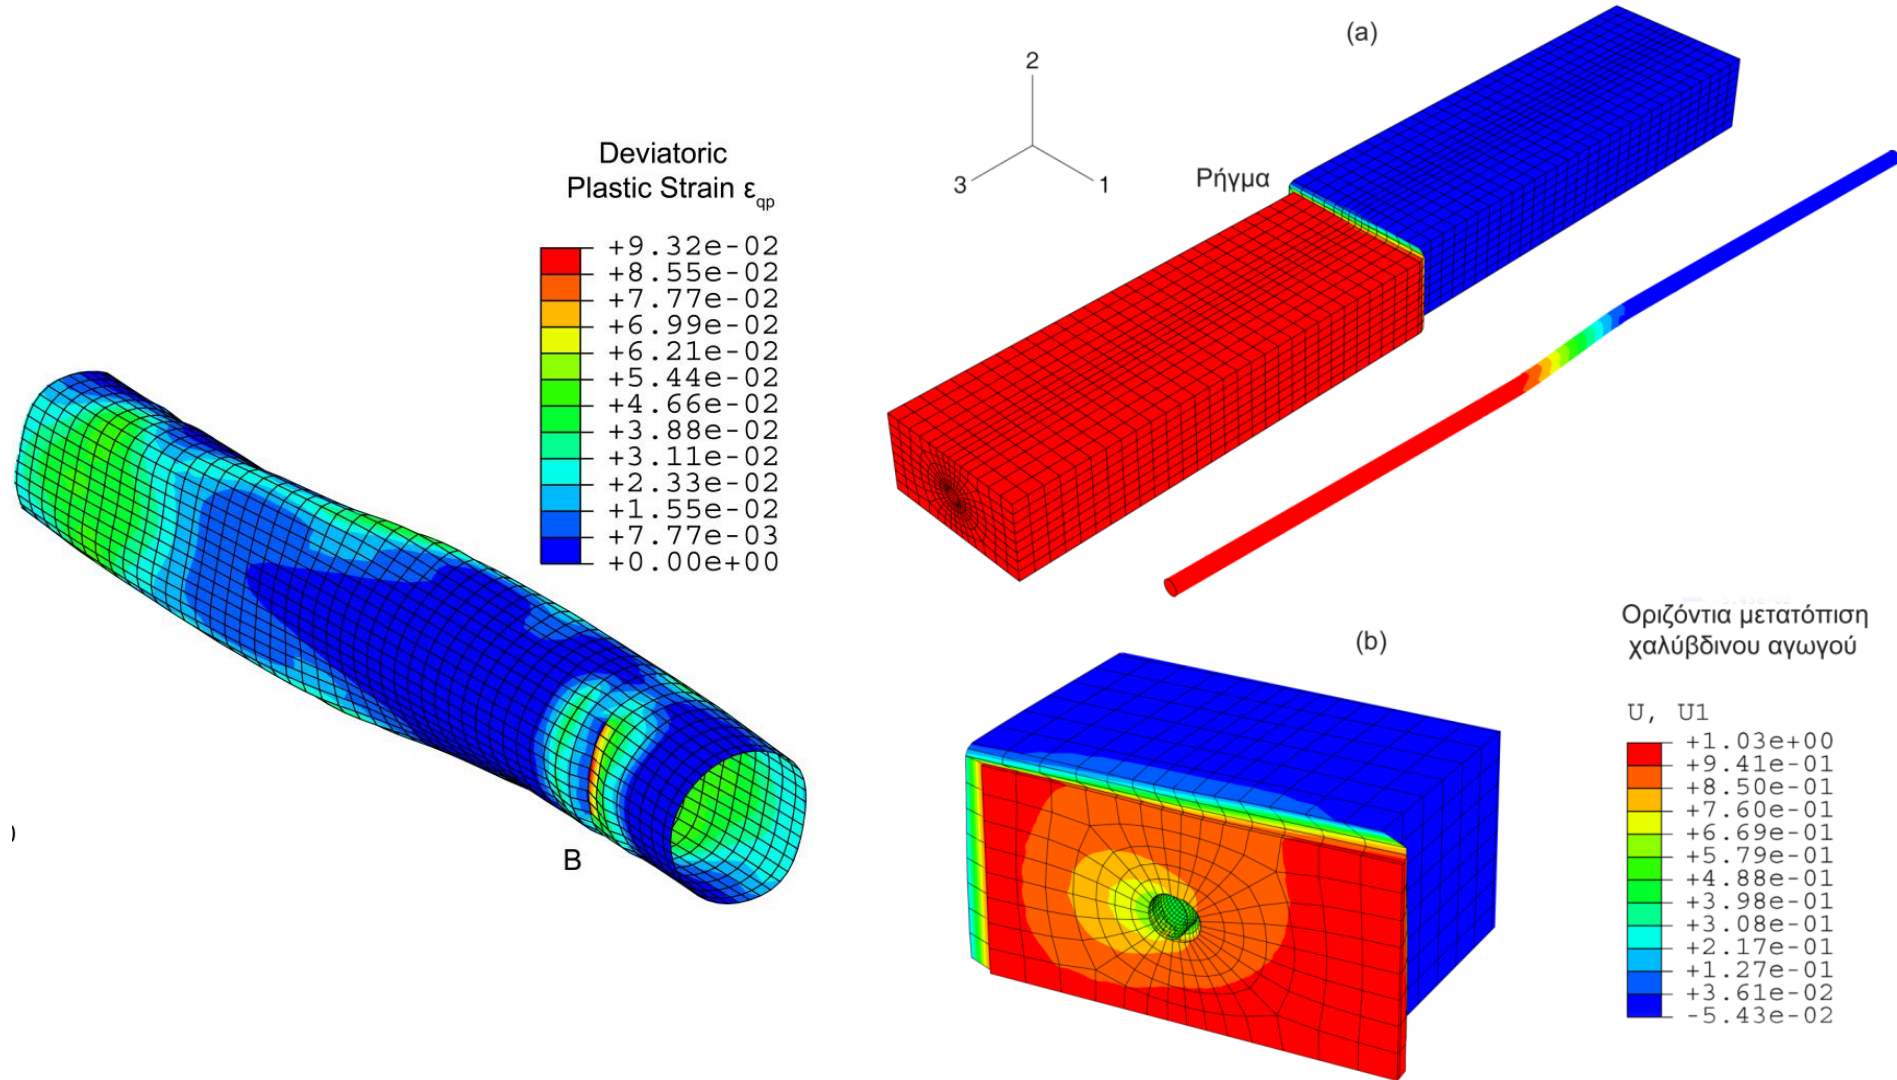 Deviatoric
Plastic Strain ε_qp
+9.32e-02
+8.55e-02
+7.77e-02
+6.99e-02
+6.21e-02
+5.44e-02
+4.66e-02
+3.88e-02
+3.11e-02
+2.33e-02
+1.55e-02
+7.77e-03
+0.00e+00
B
)
(a)
2
3
1
Ρήγμα
(b)
Οριζόντια μετατόπιση
χαλύβδινου αγωγού
U, U1
+1.03e+00
+9.41e-01
+8.50e-01
+7.60e-01
+6.69e-01
+5.79e-01
+4.88e-01
+3.98e-01
+3.08e-01
+2.17e-01
+1.27e-01
+3.61e-02
-5.43e-02